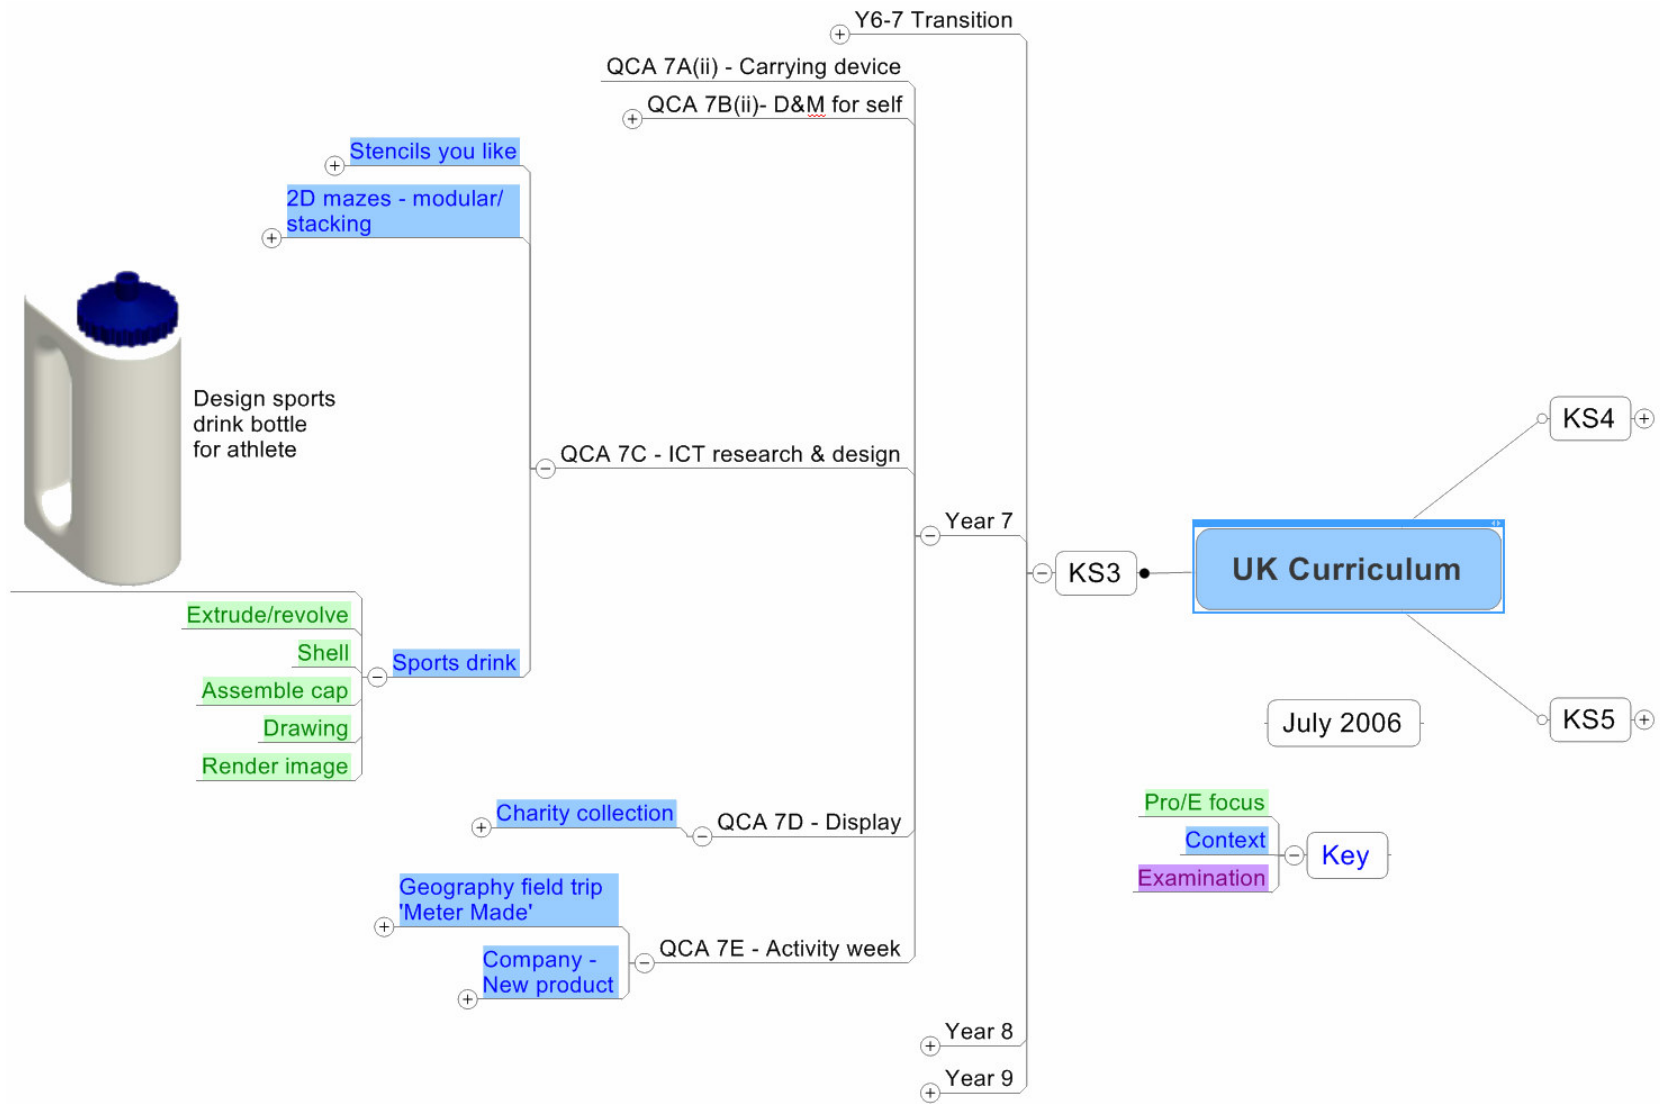 Y6-7 Transition
QCA 7A(ii) - Carrying device
QCA 7B(ii)- D&M for self
Stencils you like
2D mazes - modular/
stacking
Design sports
drink bottle
for athlete
QCA 7C - ICT research & design
KS4
Year 7
KS3
UK Curriculum
Extrude/revolve
Shell
Sports drink
Assemble cap
Drawing
Render image
KS5
July 2006
Pro/E focus
Context
Key
Examination
Charity collection
QCA 7D - Display
Geography field trip
'Meter Made'
QCA 7E - Activity week
Company -
New product
Year 8
Year 9